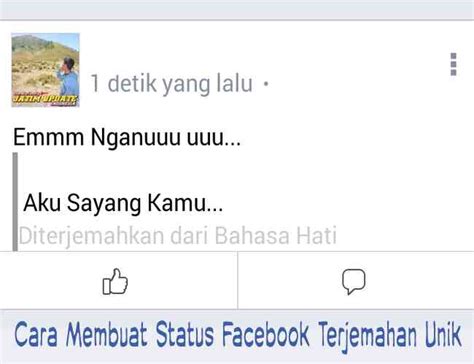 JATIM UPDATE
1 detik yang lalu ·
Emmm Nganuuu uuu...
Aku Sayang Kamu...
Diterjemahkan dari Bahasa Hati
Cara Membuat Status Facebook Terjemahan Unik